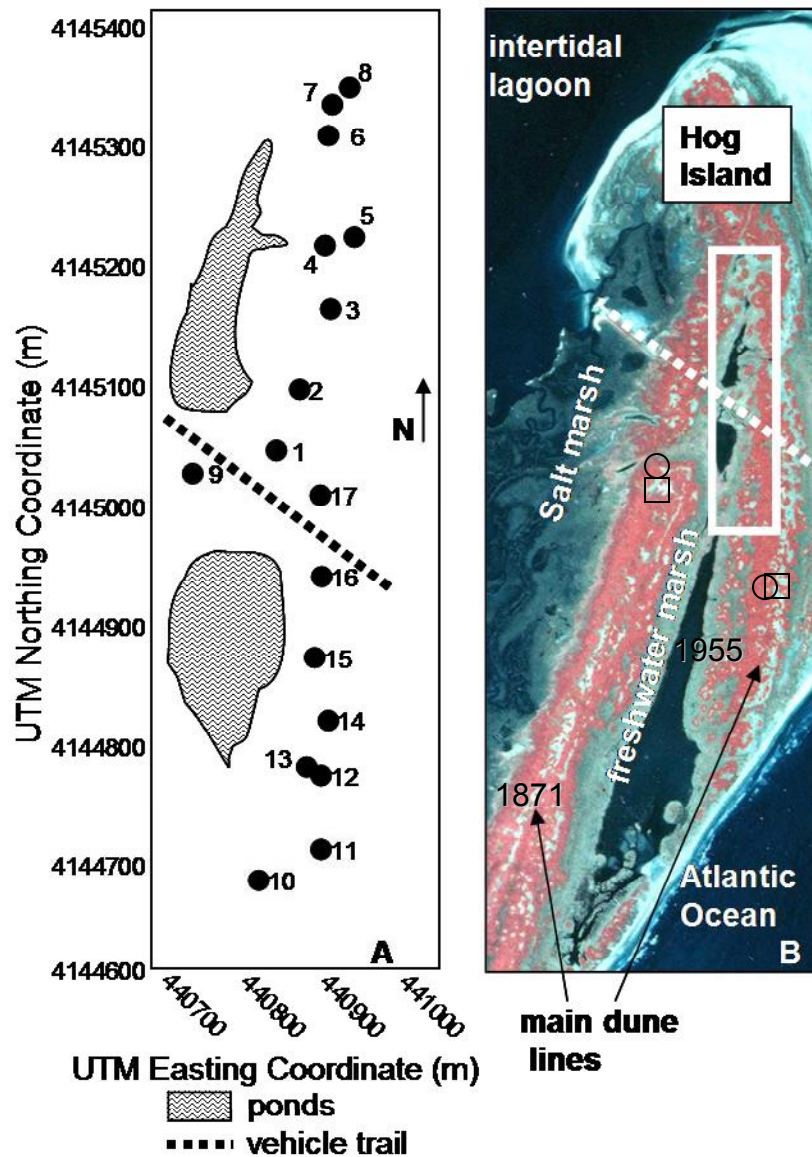 4145400
4145300
4145200
4145100
4145000
4144900
4144800
4144700
4144600
UTM Northing Coordinate (m)
8
7
6
5
4
3
2
N
1
9
17
16
15
14
13
12
11
10
A
440700
440800
440900
441000
UTM Easting Coordinate (m)
ponds
vehicle trail
intertidal
lagoon
Hog
Island
Salt marsh
freshwater marsh
1955
1871
Atlantic
Ocean
B
main dune
lines